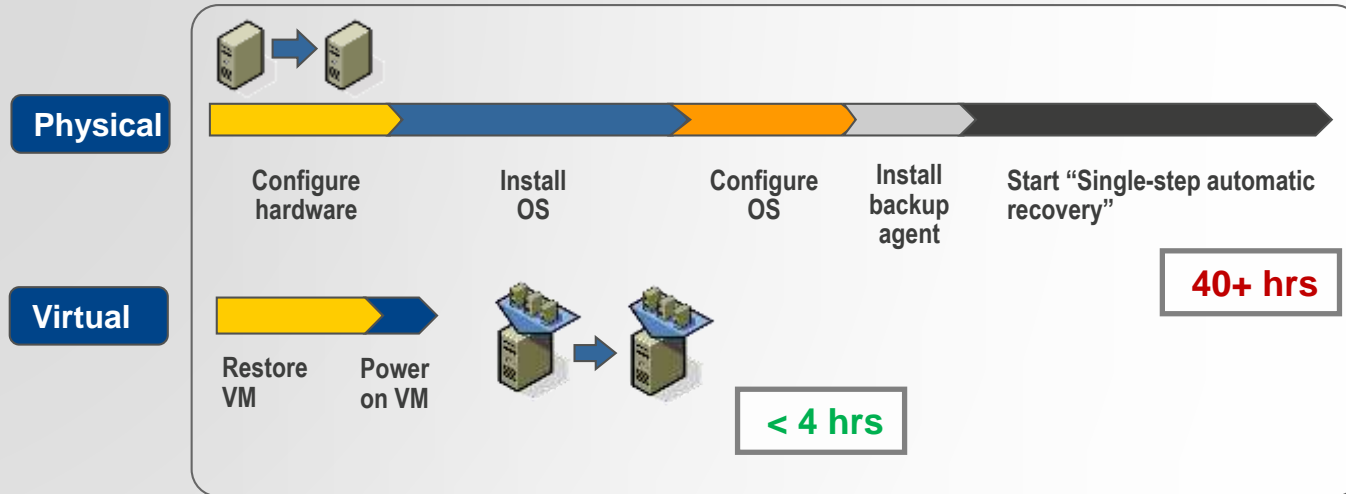 Physical
Configure
hardware
Install
OS
Configure
OS
Install
backup
agent
Start “Single-step automatic
recovery”
40+ hrs
Virtual
Restore
VM
Power
on VM
< 4 hrs